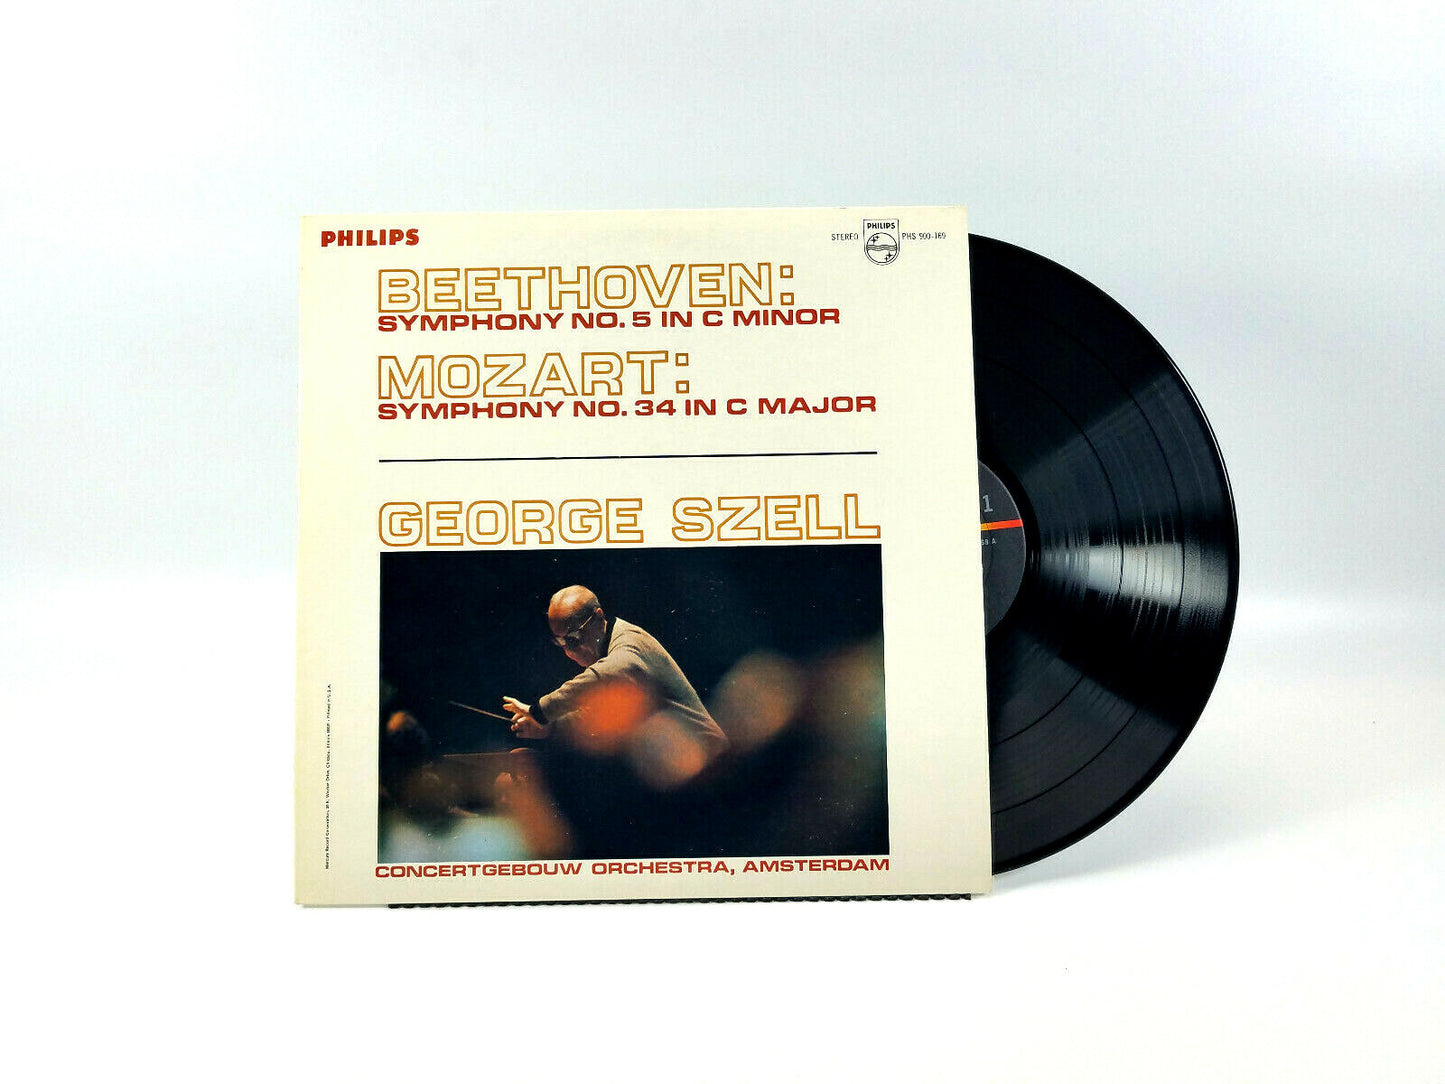 PHILIPS
STEREO PHILIPS PHS 900-169
BEETHOVEN:
SYMPHONY NO. 5 IN C MINOR
MOZART:
SYMPHONY NO. 34 IN C MAJOR
GEORGE SZELL
CONCERTGEBOUW ORCHESTRA, AMSTERDAM
1